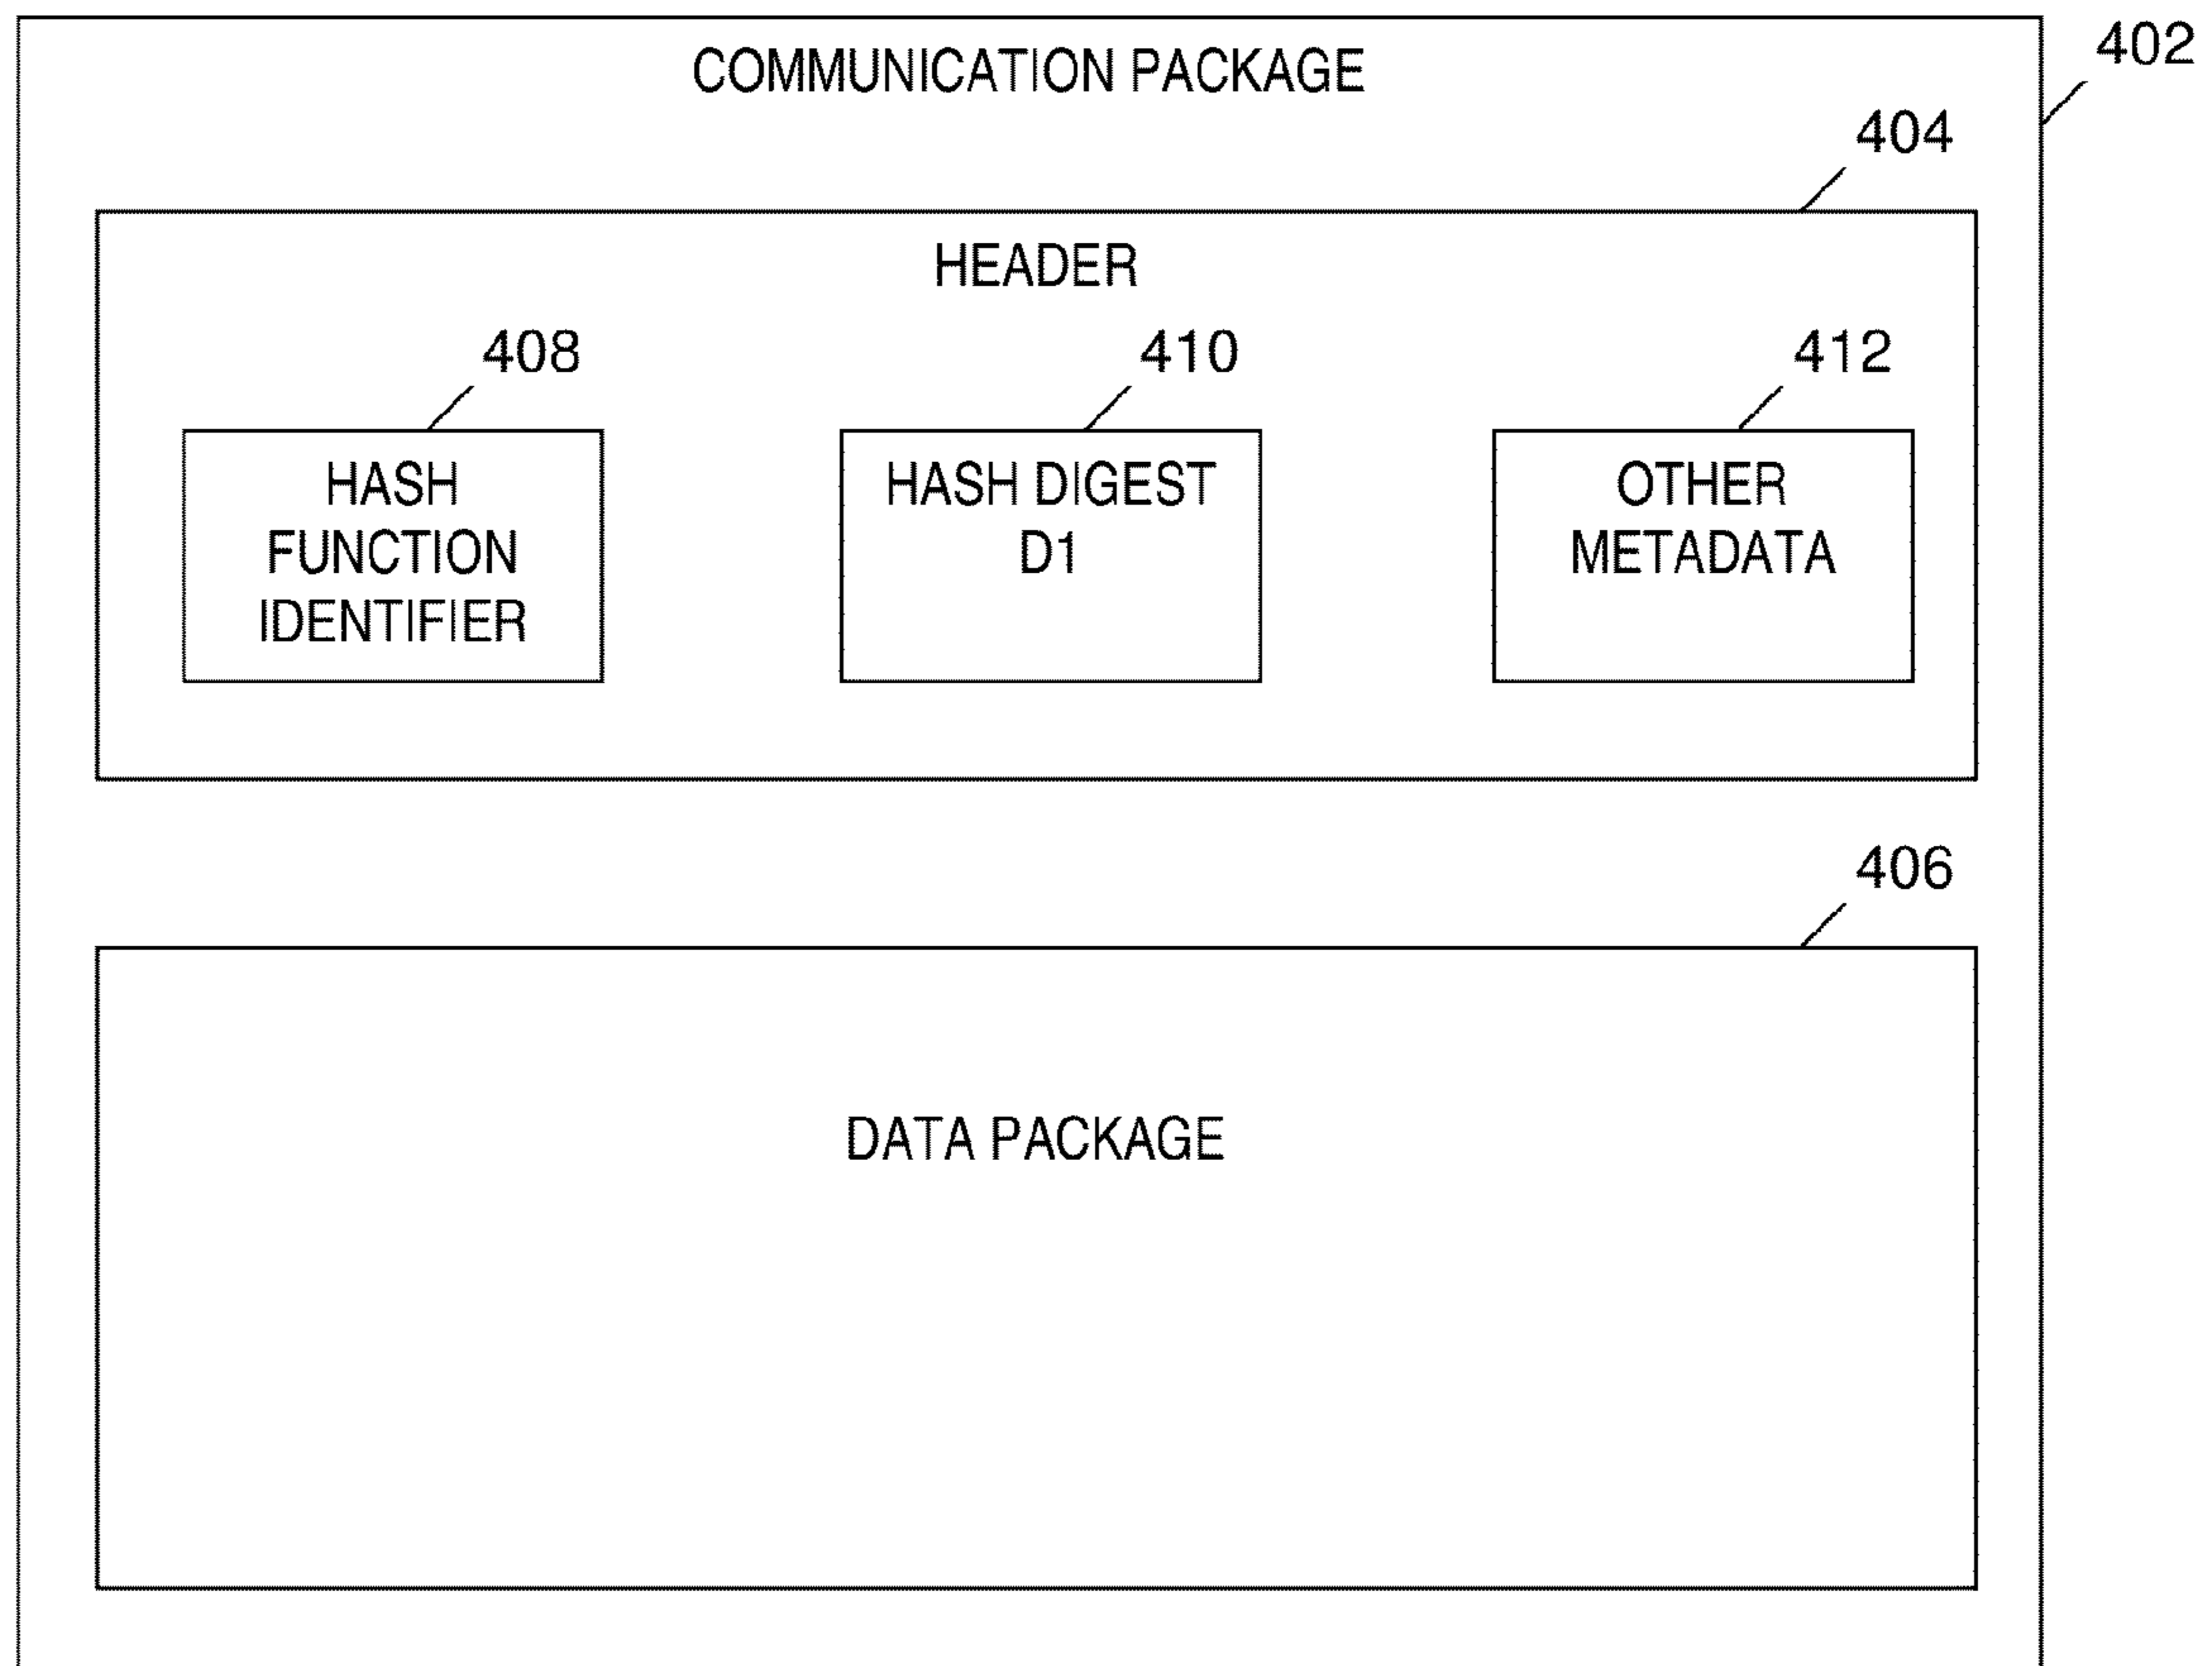 COMMUNICATION PACKAGE
402
404
HEADER
408
410
412
HASH
FUNCTION
IDENTIFIER
HASH DIGEST
D1
OTHER
METADATA
406
DATA PACKAGE